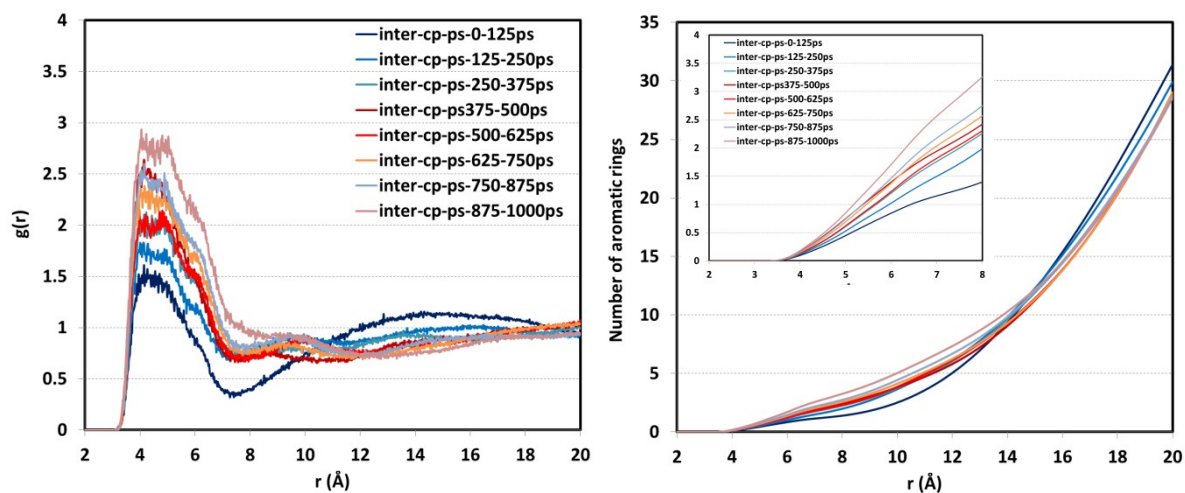 4
3.5
3
2.5
2
1.5
1
0.5
0
g(r)
inter-cp-ps-0-125ps
inter-cp-ps-125-250ps
inter-cp-ps-250-375ps
inter-cp-ps375-500ps
inter-cp-ps-500-625ps
inter-cp-ps-625-750ps
inter-cp-ps-750-875ps
inter-cp-ps-875-1000ps
2 4 6 8 10 12 14 16 18 20
r (Å)
35
30
25
20
15
10
5
0
Number of aromatic rings
4
3.5
3
2.5
2
1.5
1
0.5
0
inter-cp-ps-0-125ps
inter-cp-ps-125-250ps
inter-cp-ps-250-375ps
inter-cp-ps375-500ps
inter-cp-ps-500-625ps
inter-cp-ps-625-750ps
inter-cp-ps-750-875ps
inter-cp-ps-875-1000ps
2 3 4 5 6 7 8
2 4 6 8 10 12 14 16 18 20
r (Å)